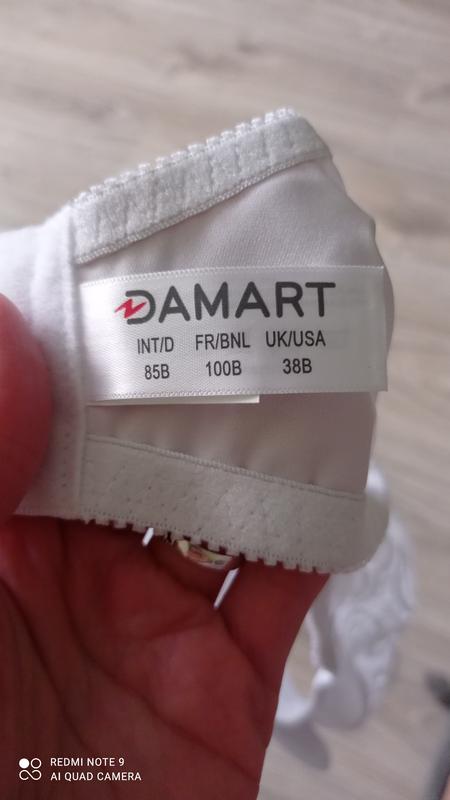 DAMART
INT/D FR/BNL UK/USA
85B 100B 38B
REDMI NOTE 9
AI QUAD CAMERA